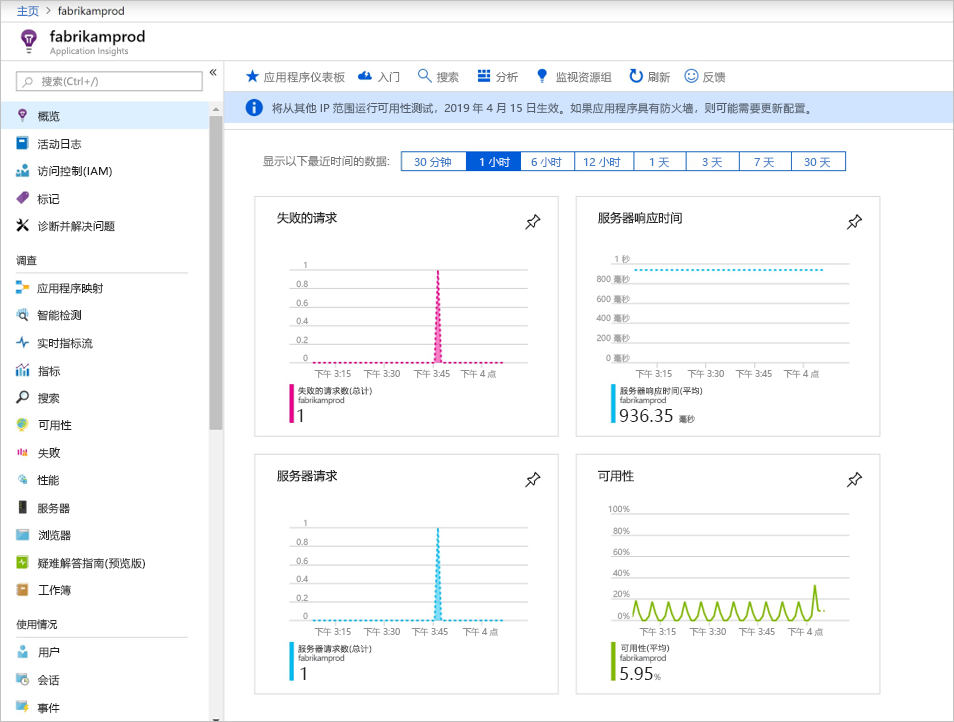 主页 > fabrikamprod
fabrikamprod
Application Insights
搜索(Ctrl+/)
«
概览
活动日志
访问控制(IAM)
标记
诊断并解决问题
调查
应用程序映射
智能检测
实时指标流
指标
搜索
可用性
失败
性能
服务器
浏览器
疑难解答指南(预览版)
工作簿
使用情况
用户
会话
事件
应用程序仪表板 入门 搜索 分析 监视资源组 刷新 反馈
将从其他 IP 范围运行可用性测试，2019 年 4 月 15 日生效。如果应用程序具有防火墙，则可能需要更新配置。
显示以下最近时间的数据: 30 分钟 1 小时 6 小时 12 小时 1 天 3 天 7 天 30 天
失败的请求
1
0.8
0.6
0.4
0.2
0
下午 3:15 下午 3:30 下午 3:45 下午 4 点
失败的请求数(总计)
fabrikamprod
1
服务器响应时间
1 秒
800 毫秒
600 毫秒
400 毫秒
200 毫秒
0 毫秒
下午 3:15 下午 3:30 下午 3:45 下午 4 点
服务器响应时间(平均)
fabrikamprod
936.35 毫秒
服务器请求
1
0.8
0.6
0.4
0.2
0
下午 3:15 下午 3:30 下午 3:45 下午 4 点
服务器请求数(总计)
fabrikamprod
1
可用性
100%
80%
60%
40%
20%
0%
下午 3:15 下午 3:30 下午 3:45 下午 4 点
可用性(平均)
fabrikamprod
5.95%